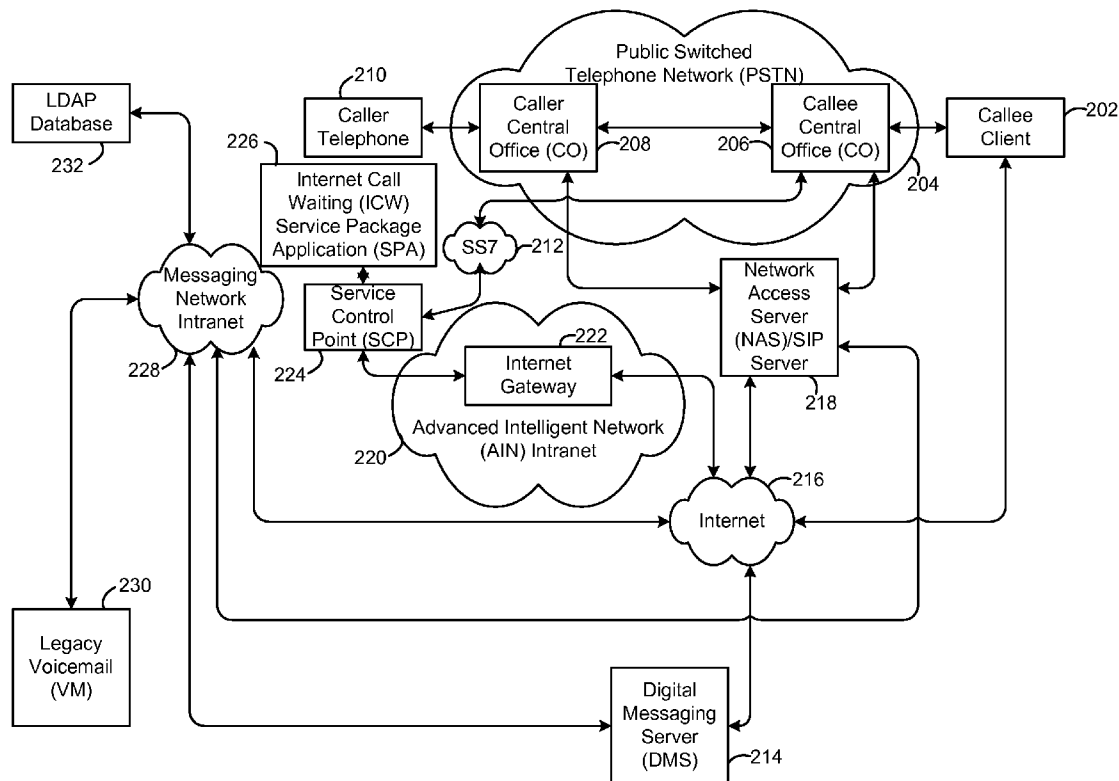 Public Switched
Telephone Network (PSTN)
210
LDAP
Database
232
Caller
Telephone
Caller
Central
Office (CO)
208
206
Callee
Central
Office (CO)
Callee
Client
202
204
226
Internet Call
Waiting (ICW)
Service Package
Application (SPA)
SS7
212
Messaging
Network
Intranet
228
Service
Control
Point (SCP)
224
Network
Access
Server
(NAS)/SIP
Server
218
222
Internet
Gateway
Advanced Intelligent Network
(AIN) Intranet
220
216
Internet
230
Legacy
Voicemail
(VM)
Digital
Messaging
Server
(DMS)
214